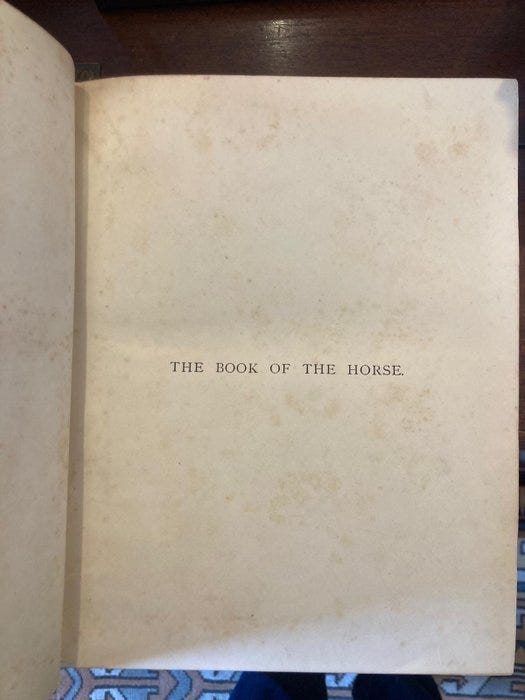 THE BOOK OF THE HORSE.